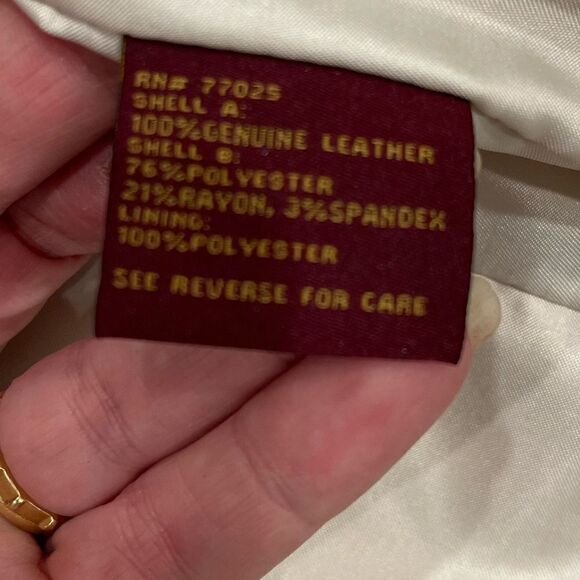 RN# 77025
SHELL A:
100%GENUINE LEATHER
SHELL B:
76%POLYESTER
21%RAYON, 3%SPANDEX
LINING:
100%POLYESTER
SEE REVERSE FOR CARE